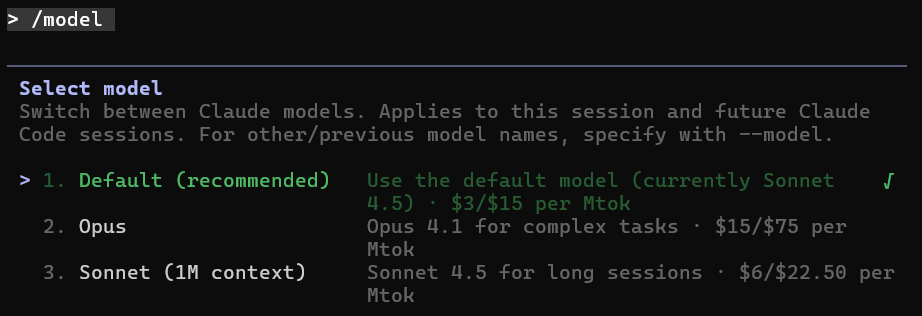 > /model
Select model
Switch between Claude models. Applies to this session and future Claude
Code sessions. For other/previous model names, specify with --model.
> 1. Default (recommended) Use the default model (currently Sonnet √
4.5) · $3/$15 per Mtok
2. Opus Opus 4.1 for complex tasks · $15/$75 per
Mtok
3. Sonnet (1M context) Sonnet 4.5 for long sessions · $6/$22.50 per
Mtok